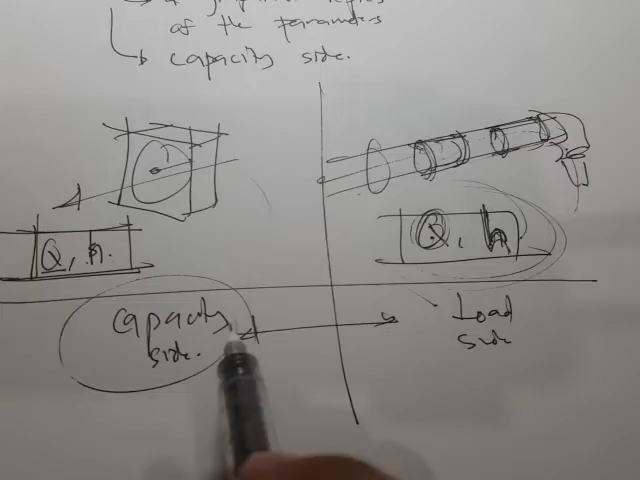 of the parameters
↳ capacity side.
Q, h.
Q, h
capacity
side.
Load
side